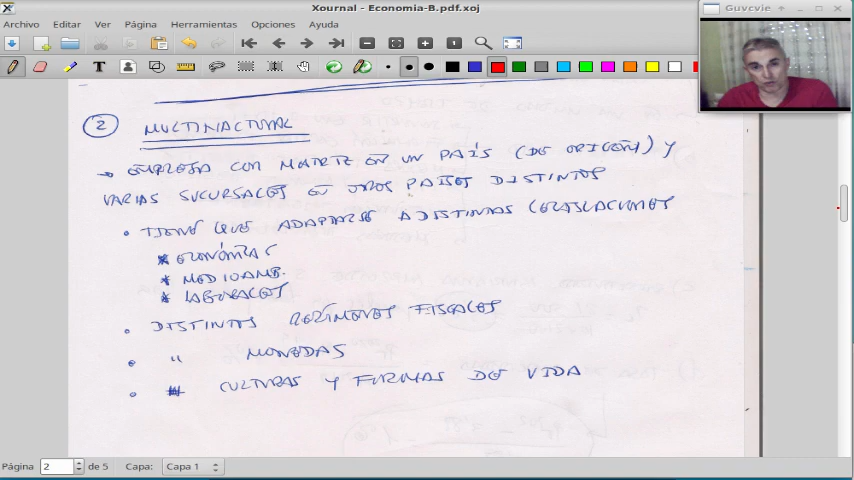 Xournal - Economia-B.pdf.xoj
Guvcvie
Archivo Editar Ver Página Herramientas Opciones Ayuda
2 MULTINACIONAL
→ EMPRESA CON MATRIZ EN UN PAÍS (DE ORIGEN) Y
VARIAS SUCURSALES EN OTROS PAÍSES DISTINTOS
• TIENE QUE ADAPTARSE A DISTINTAS LEGISLACIONES
* ECONÓMICAS
* MEDIOAMB.
* LABORALES
• DISTINTOS REGÍMENES FISCALES
• " MONEDAS
• CULTURAS Y FORMAS DE VIDA
Página 2 de 5 Capa: Capa 1